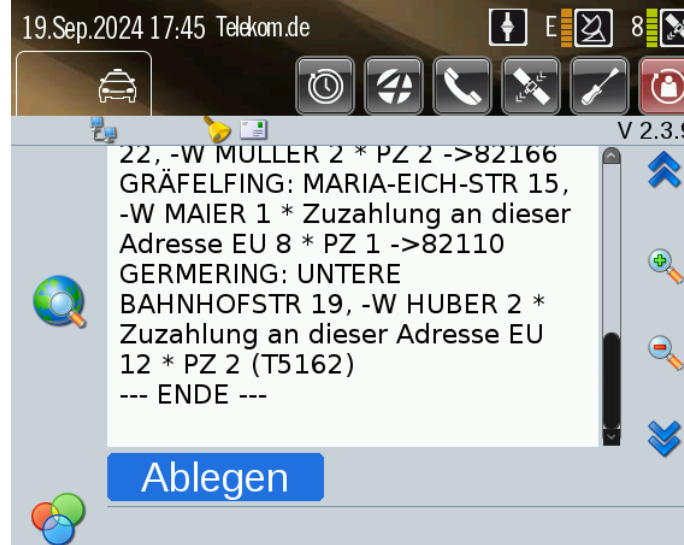 19.Sep.2024 17:45 Telekom.de E 8
V 2.3.9
22, -W MÜLLER 2 * PZ 2 ->82166
GRÄFELFING: MARIA-EICH-STR 15,
-W MAIER 1 * Zuzahlung an dieser
Adresse EU 8 * PZ 1 ->82110
GERMERING: UNTERE
BAHNHOFSTR 19, -W HUBER 2 *
Zuzahlung an dieser Adresse EU
12 * PZ 2 (T5162)
--- ENDE ---
Ablegen